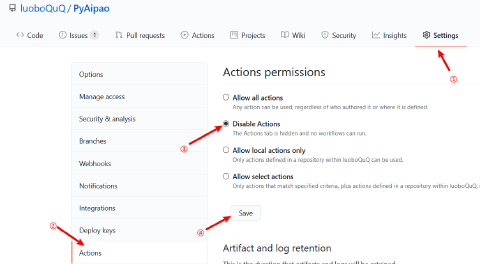 luoboQuQ / PyAipao
Code
Issues 1
Pull requests
Actions
Projects
Wiki
Security
Insights
Settings
①
Options
Manage access
Security & analysis
Branches
Webhooks
Notifications
Integrations
Deploy keys
②
Actions
Actions permissions
Allow all actions
Any action can be used, regardless of who authored it or where it is defined.
③
Disable Actions
The Actions tab is hidden and no workflows can run.
Allow local actions only
Only actions defined in a repository within luoboQuQ can be used.
Allow select actions
Only actions that match specified criteria, plus actions defined in a repository within luoboQuQ,
④
Save
Artifact and log retention
This is the duration that artifacts and logs will be retained.